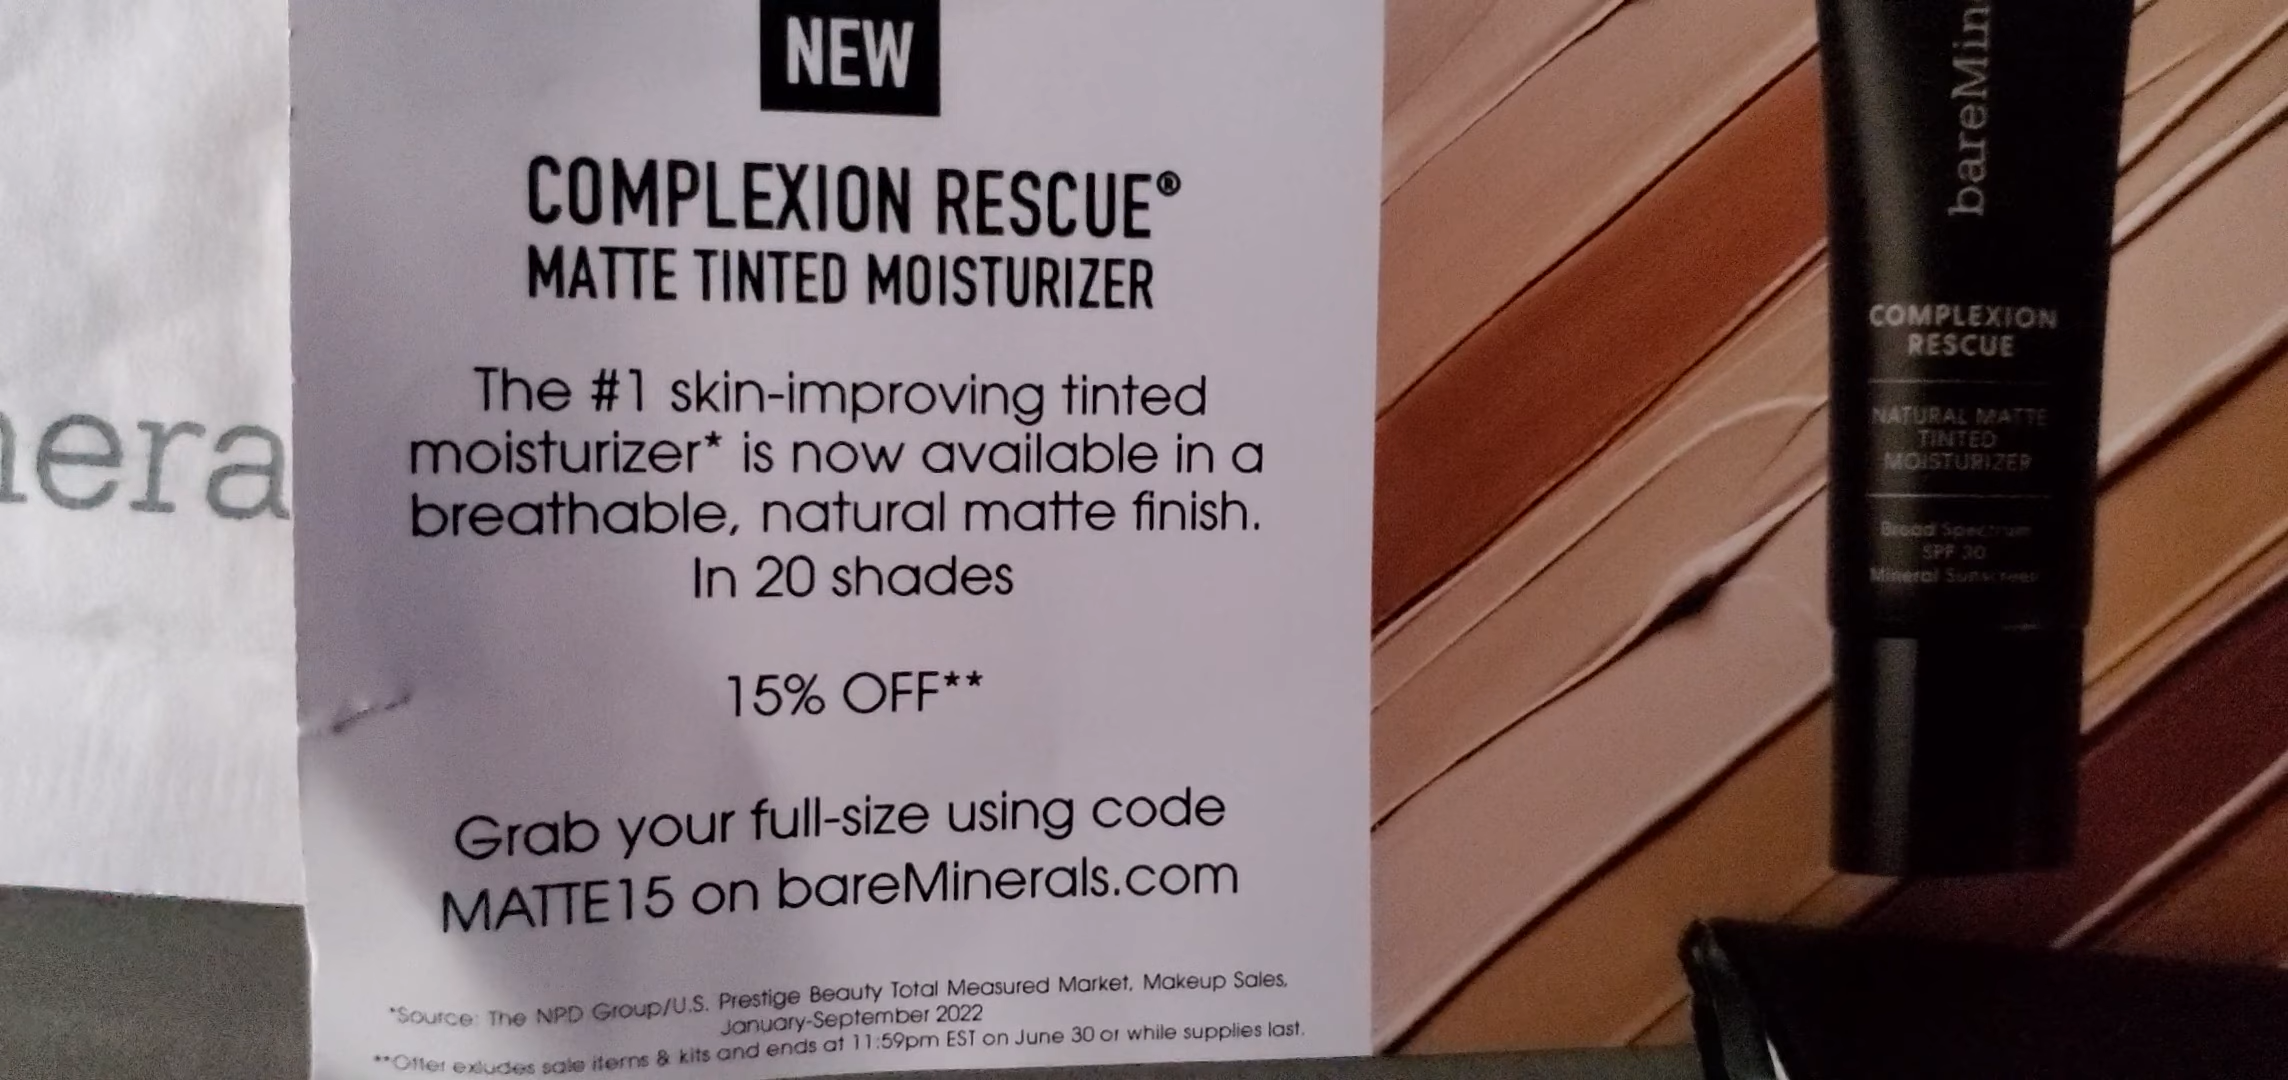 NEW
COMPLEXION RESCUE®
MATTE TINTED MOISTURIZER
The #1 skin-improving tinted
moisturizer* is now available in a
breathable, natural matte finish.
In 20 shades
15% OFF**
Grab your full-size using code
MATTE15 on bareMinerals.com
*Source: The NPD Group/U.S. Prestige Beauty Total Measured Market, Makeup Sales,
January-September 2022
**Offer exludes sale items & kits and ends at 11:59pm EST on June 30 or while supplies last.
nera
bareMin
COMPLEXION
RESCUE
NATURAL MATTE
TINTED
MOISTURIZER
Broad Spectrum
SPF 30
Mineral Sunscreen